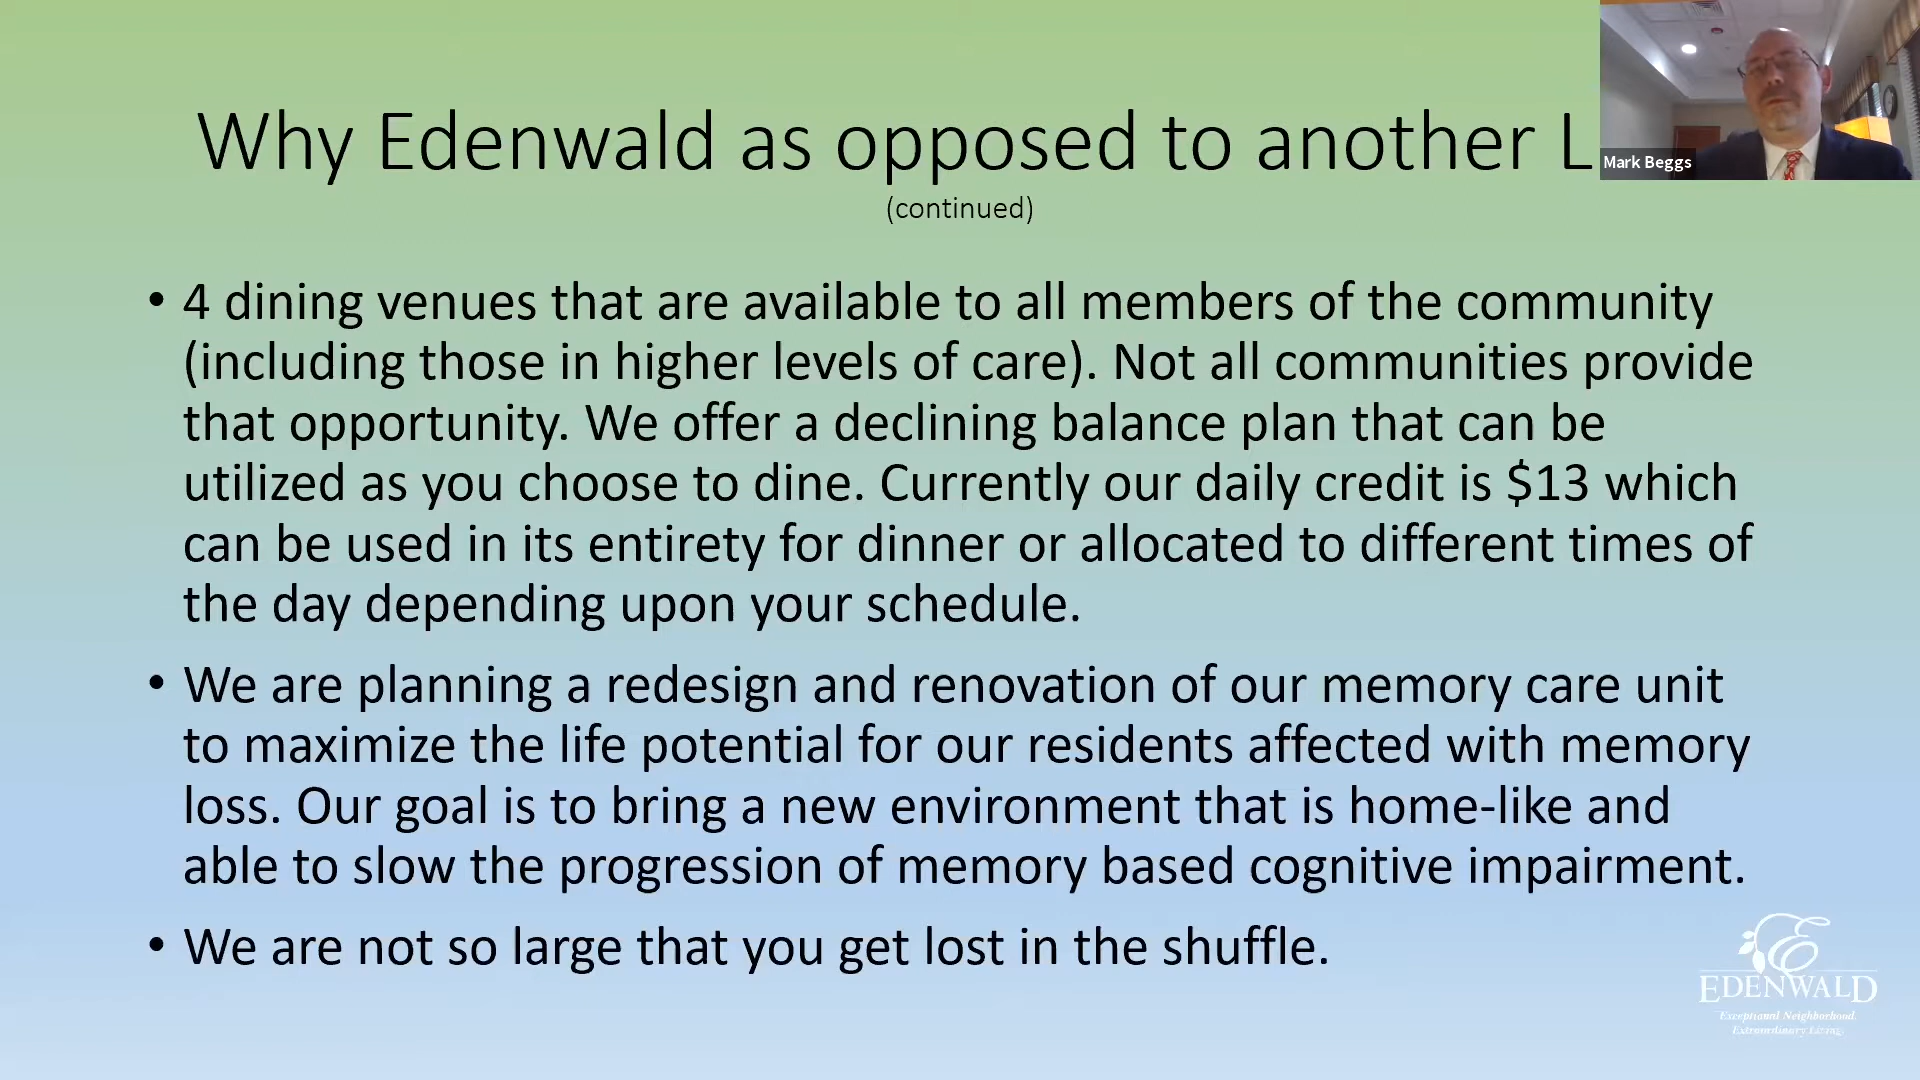 Why Edenwald as opposed to another L
Mark Beggs
(continued)
• 4 dining venues that are available to all members of the community
(including those in higher levels of care). Not all communities provide
that opportunity. We offer a declining balance plan that can be
utilized as you choose to dine. Currently our daily credit is $13 which
can be used in its entirety for dinner or allocated to different times of
the day depending upon your schedule.
• We are planning a redesign and renovation of our memory care unit
to maximize the life potential for our residents affected with memory
loss. Our goal is to bring a new environment that is home-like and
able to slow the progression of memory based cognitive impairment.
• We are not so large that you get lost in the shuffle.
E
EDENWALD
Exceptional Neighborhood.
Extraordinary Living.